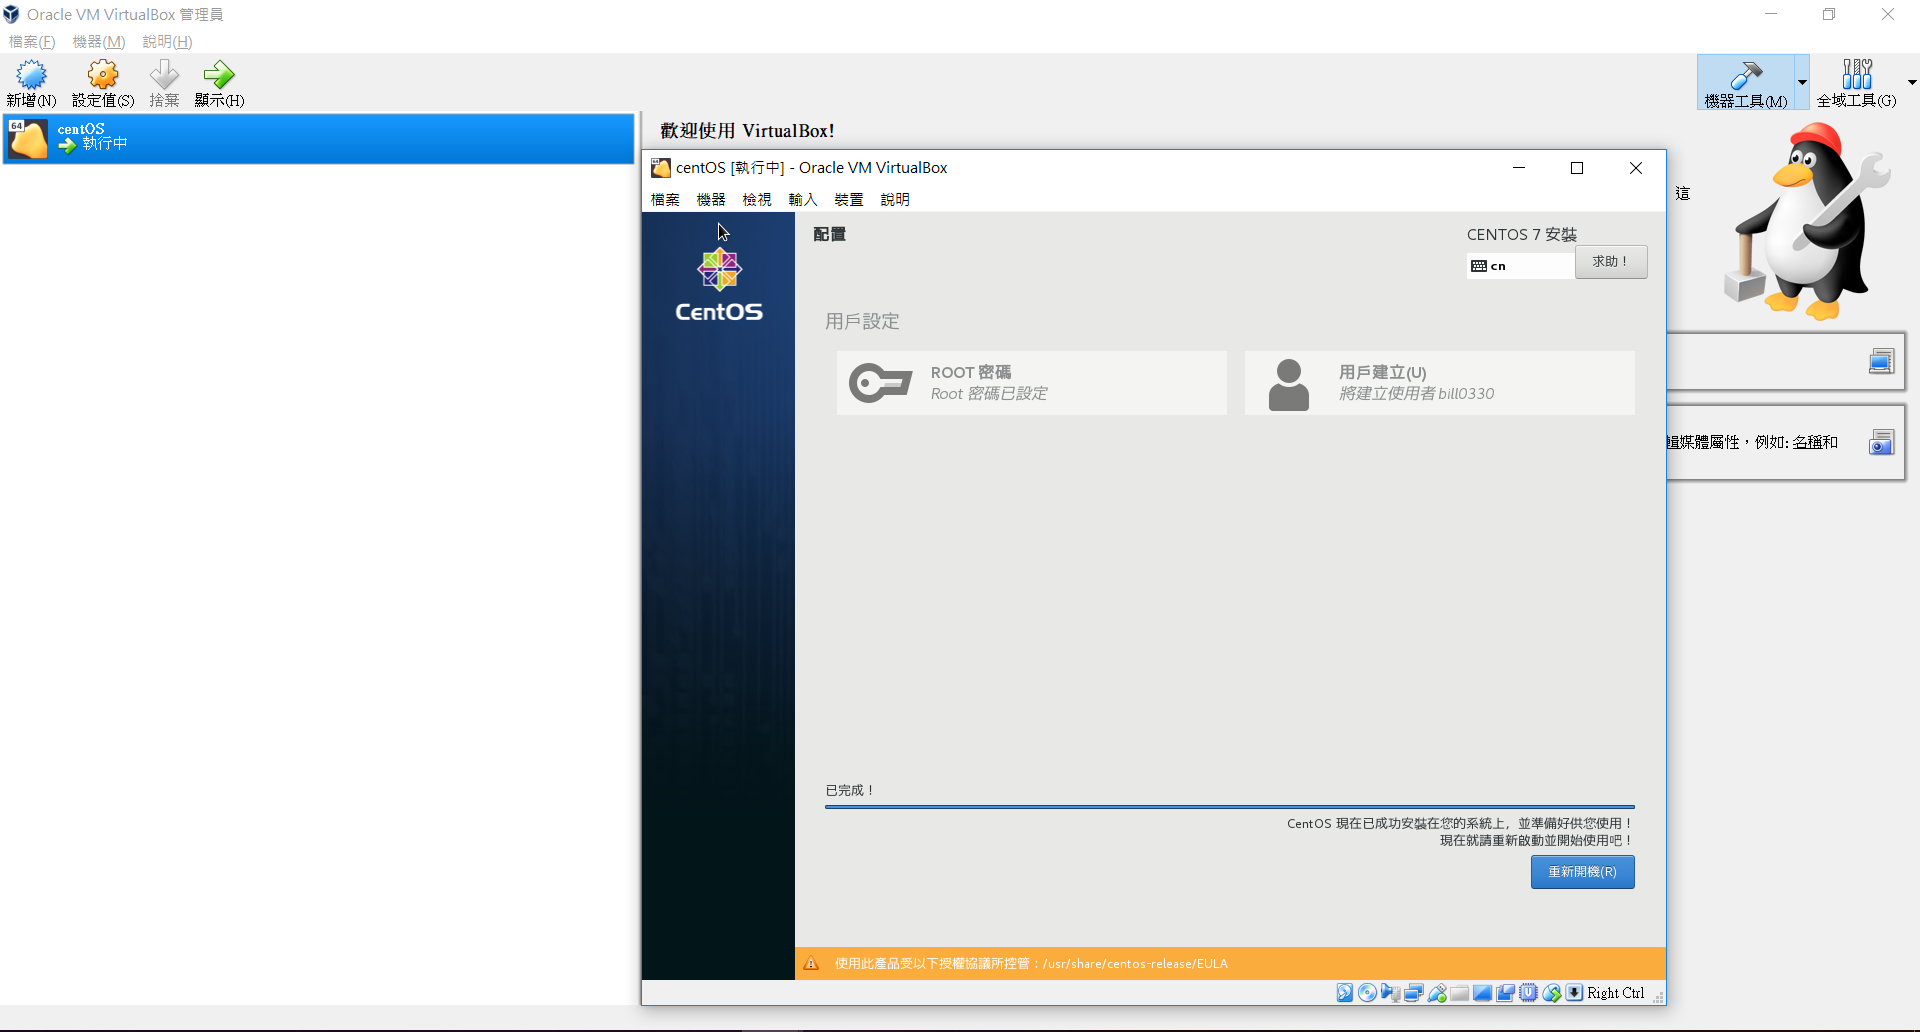 Oracle VM VirtualBox 管理員
檔案(F) 機器(M) 說明(H)
新增(N) 設定值(S) 捨棄 顯示(H)
機器工具(M) 全域工具(G)
64
centOS
執行中
歡迎使用 VirtualBox!
這
輯媒體屬性，例如: 名稱和
centOS [執行中] - Oracle VM VirtualBox
檔案 機器 檢視 輸入 裝置 說明
CentOS
配置
CENTOS 7 安裝
cn
求助！
用戶設定
ROOT 密碼
Root 密碼已設定
用戶建立(U)
將建立使用者 bill0330
已完成！
CentOS 現在已成功安裝在您的系統上，並準備好供您使用！
現在就請重新啟動並開始使用吧！
重新開機(R)
使用此產品受以下授權協議所控管：/usr/share/centos-release/EULA
Right Ctrl